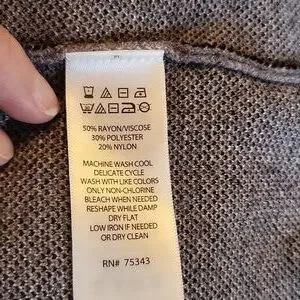 50% RAYON/VISCOSE
30% POLYESTER
20% NYLON
MACHINE WASH COOL
DELICATE CYCLE
WASH WITH LIKE COLORS
ONLY NON-CHLORINE
BLEACH WHEN NEEDED
RESHAPE WHILE DAMP
DRY FLAT
LOW IRON IF NEEDED
OR DRY CLEAN
RN# 75343